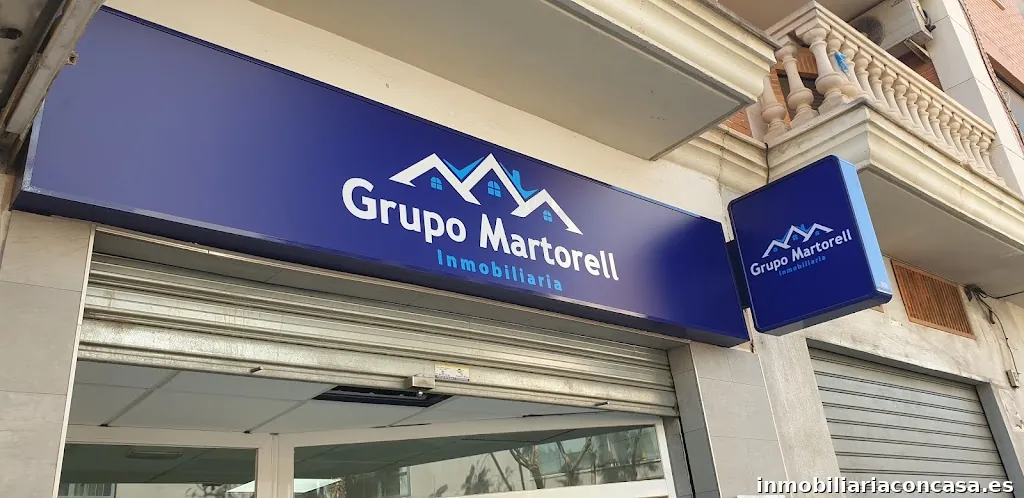 Grupo Martorell
Inmobiliaria
Grupo Martorell
Inmobiliaria
inmobiliariaconcasa.es